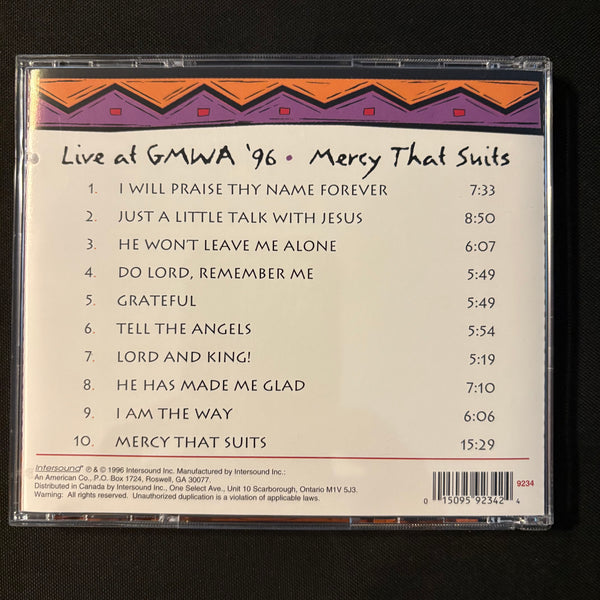 Live at GMWA '96 • Mercy That Suits
1. I WILL PRAISE THY NAME FOREVER 7:33
2. JUST A LITTLE TALK WITH JESUS 8:50
3. HE WON'T LEAVE ME ALONE 6:07
4. DO LORD, REMEMBER ME 5:49
5. GRATEFUL 5:49
6. TELL THE ANGELS 5:54
7. LORD AND KING! 5:19
8. HE HAS MADE ME GLAD 7:10
9. I AM THE WAY 6:06
10. MERCY THAT SUITS 15:29
Intersound® ℗ & © 1996 Intersound Inc. Manufactured by Intersound Inc.:
An American Co., P.O. Box 1724, Roswell, GA 30077.
Distributed in Canada by Intersound Inc., One Select Ave., Unit 10 Scarborough, Ontario M1V 5J3.
Warning: All rights reserved. Unauthorized duplication is a violation of applicable laws.
9234
0 15095 92342 4